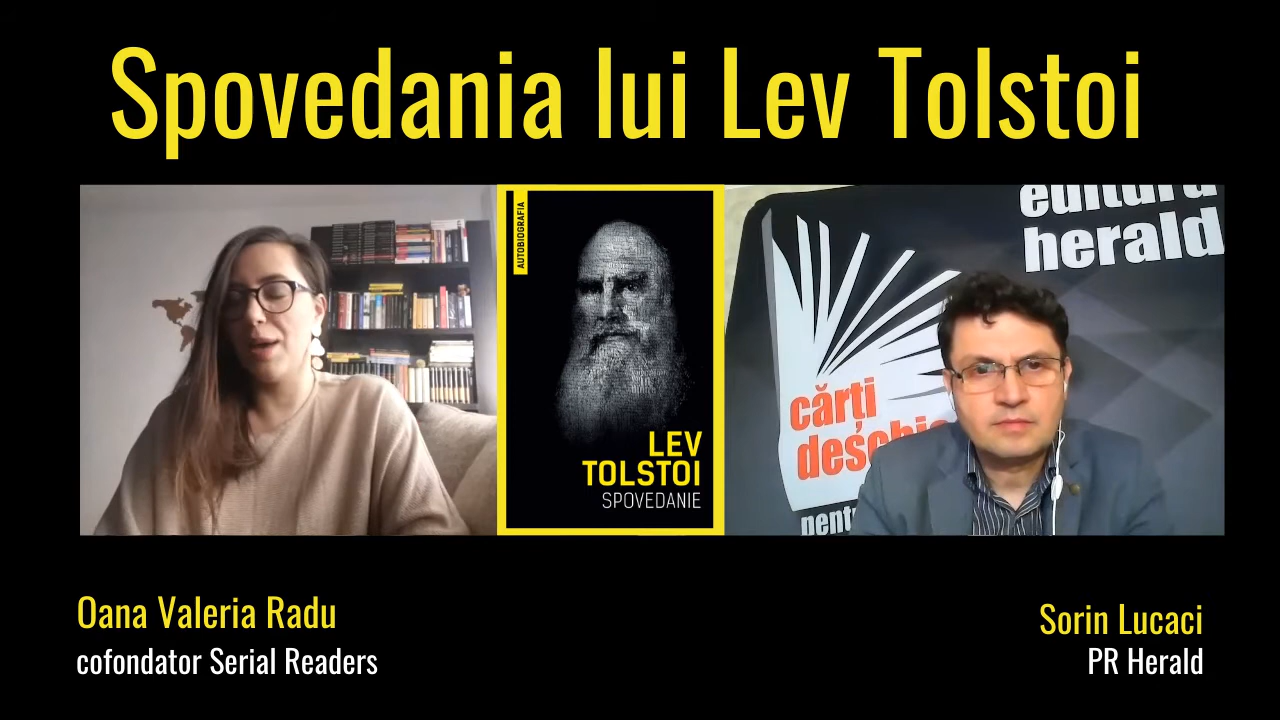 Spovedania lui Lev Tolstoi
AUTOBIOGRAFIA
LEV
TOLSTOI
SPOVEDANIE
herald
cărți
Oana Valeria Radu
cofondator Serial Readers
Sorin Lucaci
PR Herald